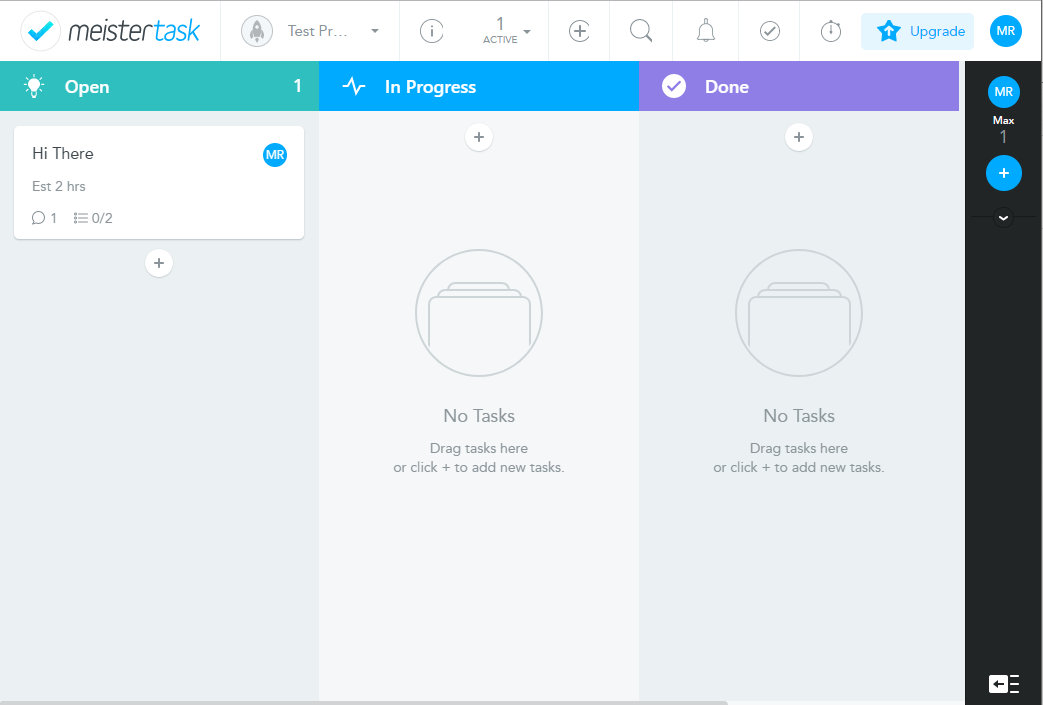 meistertask
Test Pr...
1
ACTIVE
Upgrade
MR
Open 1
In Progress
Done
Hi There
MR
Est 2 hrs
1 0/2
No Tasks
Drag tasks here
or click + to add new tasks.
No Tasks
Drag tasks here
or click + to add new tasks.
MR
Max
1